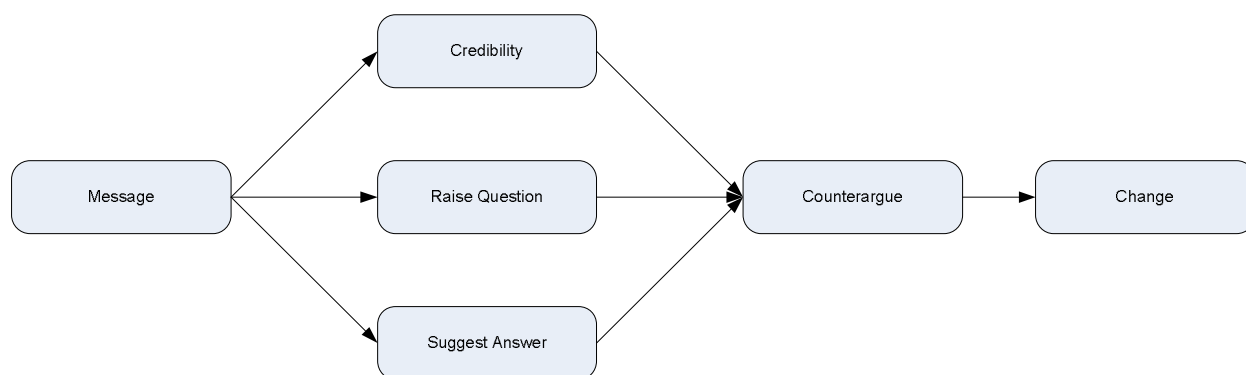 Credibility
Message
Raise Question
Counterargue
Change
Suggest Answer